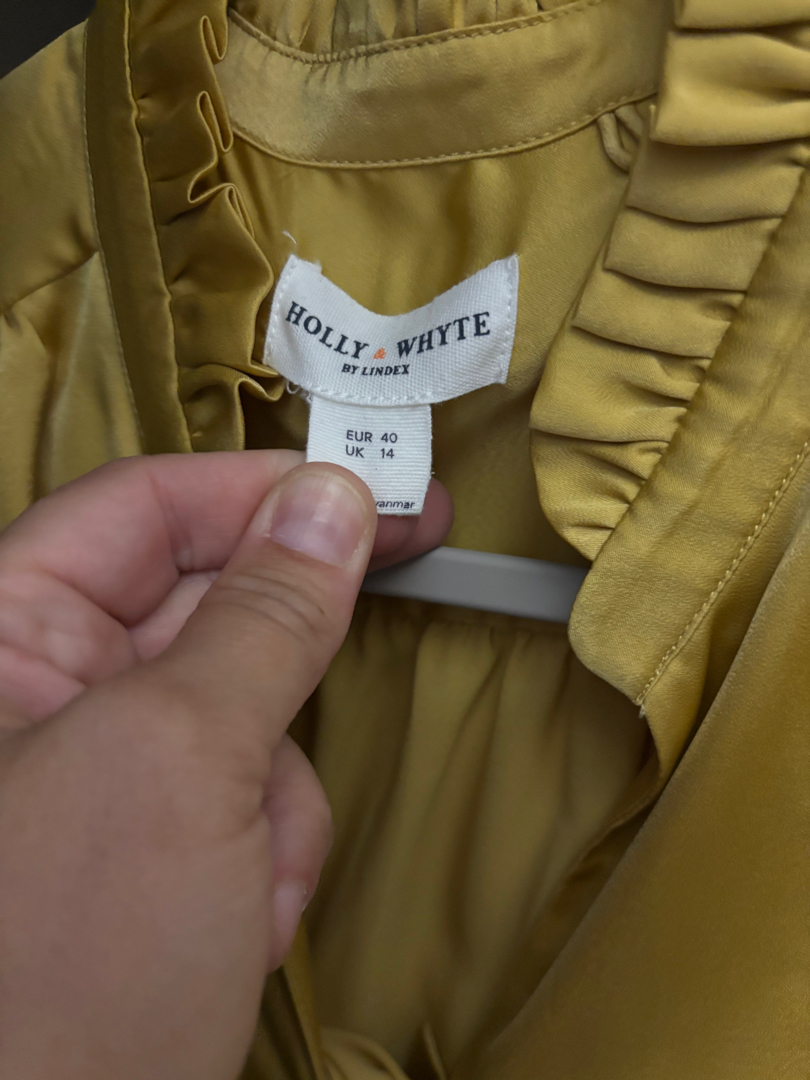 HOLLY & WHYTE
BY LINDEX
EUR 40
UK 14